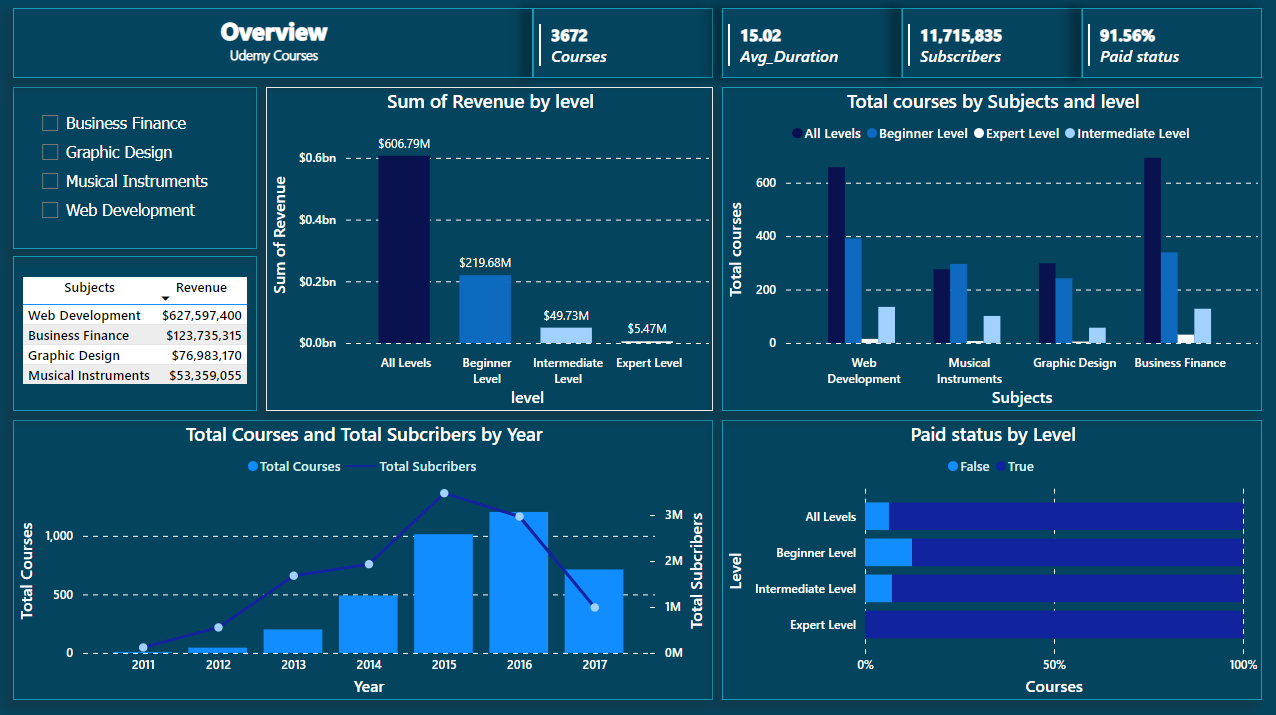 Overview
Udemy Courses
3672
Courses
15.02
Avg_Duration
11,715,835
Subscribers
91.56%
Paid status
Business Finance
Graphic Design
Musical Instruments
Web Development
Subjects Revenue
Web Development $627,597,400
Business Finance $123,735,315
Graphic Design $76,983,170
Musical Instruments $53,359,055
Sum of Revenue by level
Sum of Revenue
$0.6bn
$0.4bn
$0.2bn
$0.0bn
$606.79M
$219.68M
$49.73M
$5.47M
All Levels
Beginner
Level
Intermediate
Level
Expert Level
level
Total courses by Subjects and level
All Levels Beginner Level Expert Level Intermediate Level
Total courses
600
400
200
0
Web
Development
Musical
Instruments
Graphic Design
Business Finance
Subjects
Total Courses and Total Subcribers by Year
Total Courses Total Subcribers
Total Courses
1,000
500
0
3M
2M
1M
0M
Total Subcribers
2011 2012 2013 2014 2015 2016 2017
Year
Paid status by Level
False True
Level
All Levels
Beginner Level
Intermediate Level
Expert Level
0% 50% 100%
Courses